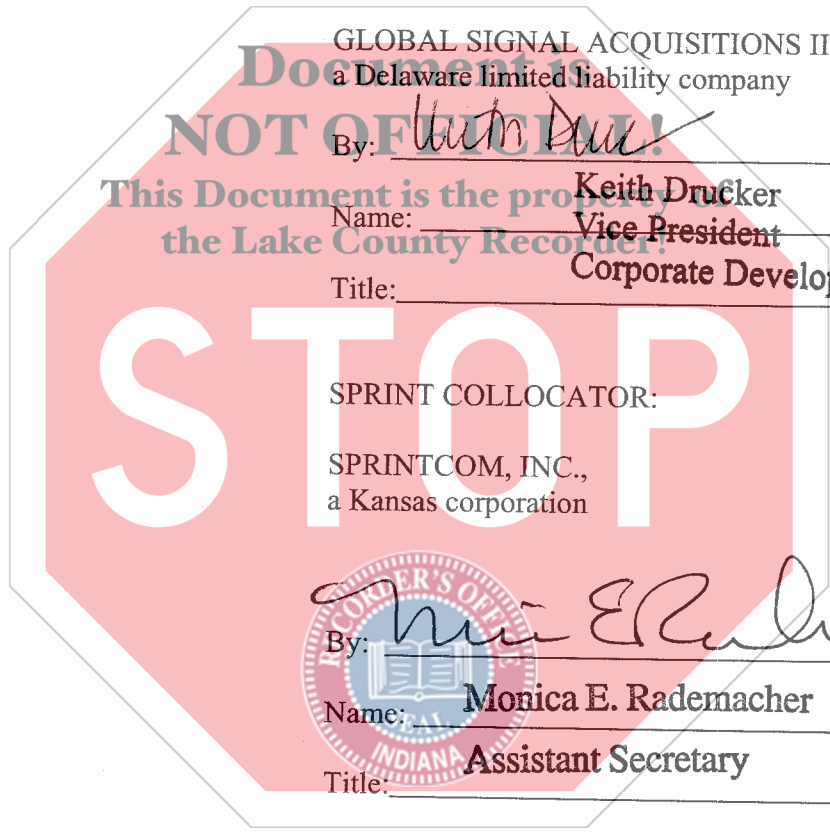 GLOBAL SIGNAL ACQUISITIONS II
a Delaware limited liability company
Document is
NOT OFFICIAL!
This Document is the property of
the Lake County Recorder!
By:
Name: Keith Drucker
Vice President
Title: Corporate Develop
STOP
SPRINT COLLOCATOR:
SPRINTCOM, INC.,
a Kansas corporation
RECORDER'S OFFICE
SEAL
INDIANA
By:
Name: Monica E. Rademacher
Title: Assistant Secretary